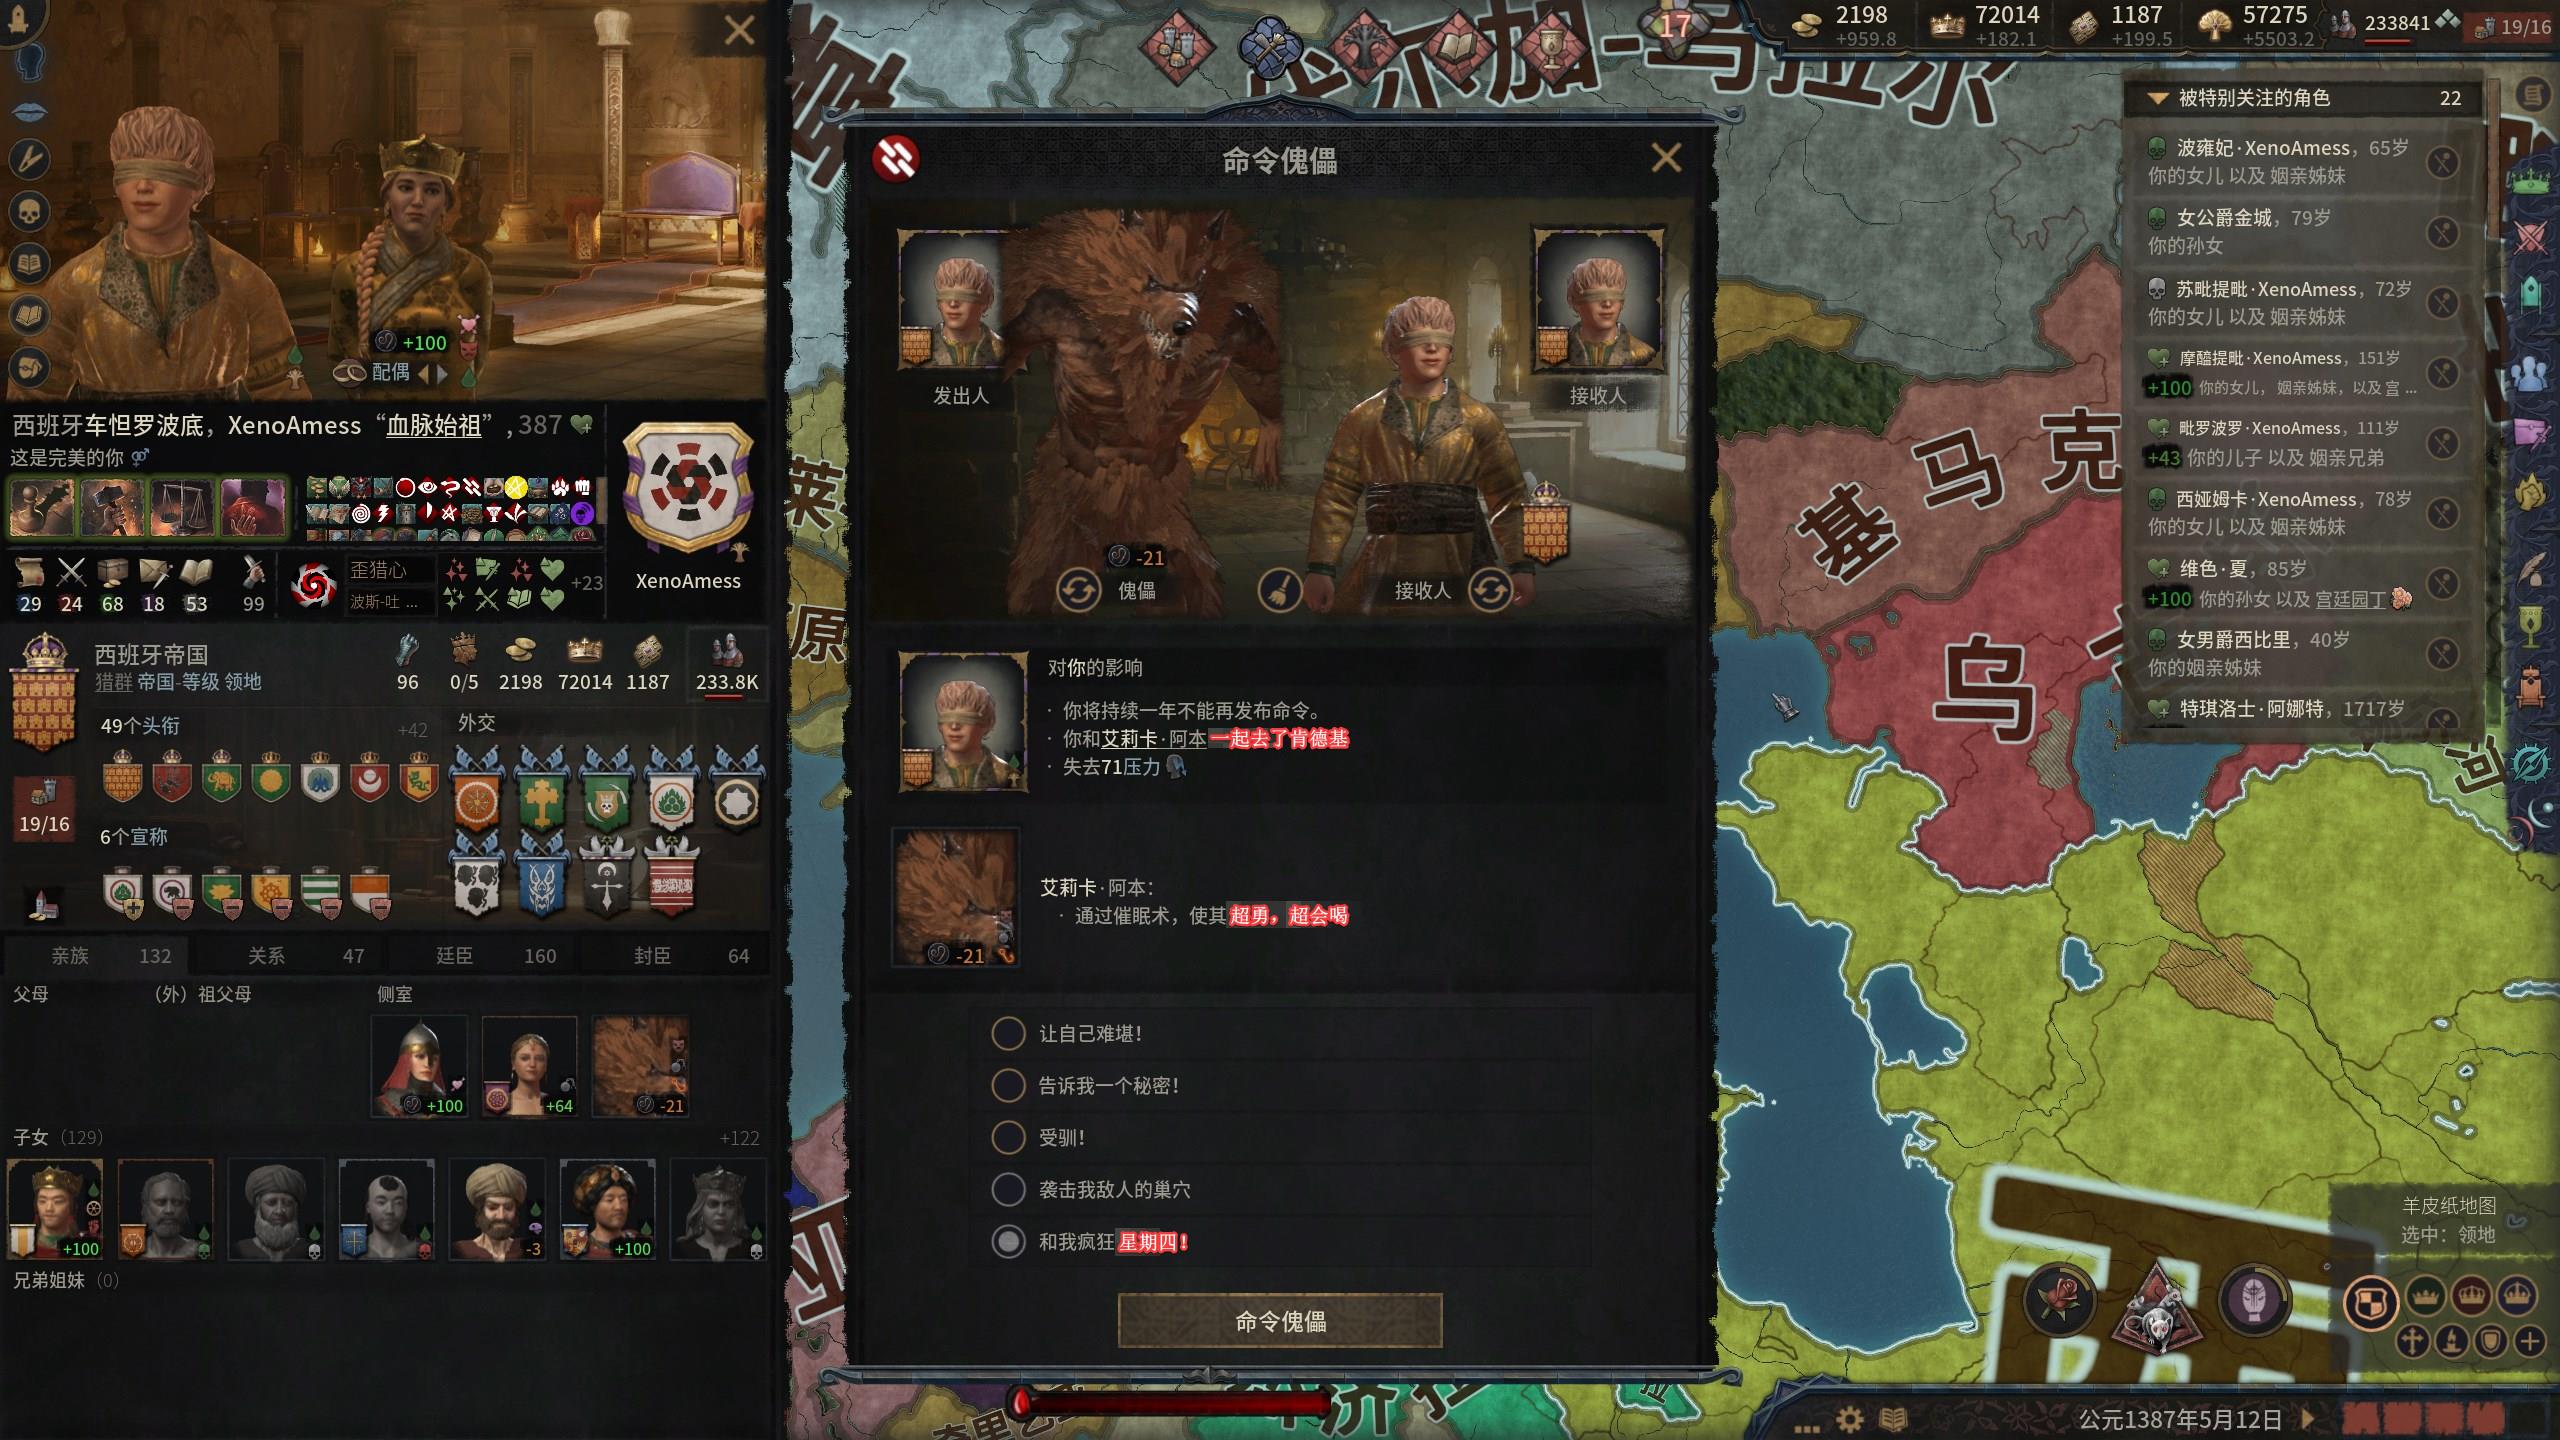 西班牙车怛罗波底，XenoAmess“血脉始祖”，387
这是完美的你
+100
配偶
29 24 68 18 53 99
歪猎心
波斯-吐 ...
+23
XenoAmess
西班牙帝国
猎群 帝国-等级 领地
96 0/5 2198 72014 1187 233.8K
49个头衔
+42
外交
19/16
6个宣称
亲族 132 关系 47 廷臣 160 封臣 64
父母 （外）祖父母 侧室
+100 +64 -21
子女（129）
+122
+100 -3 +100
兄弟姐妹（0）
命令傀儡
发出人
接收人
-21
傀儡
接收人
对你的影响
· 你将持续一年不能再发布命令。
· 你和艾莉卡·阿本一起去了肯德基
· 失去71压力
艾莉卡·阿本：
· 通过催眠术，使其超勇，超会喝
-21
让自己难堪！
告诉我一个秘密！
受驯！
袭击我敌人的巢穴
和我疯狂星期四！
命令傀儡
17
2198 +959.8
72014 +182.1
1187 +199.5
57275 +5503.2
233841
19/16
被特别关注的角色 22
波雍妃·XenoAmess，65岁
你的女儿 以及 姻亲姊妹
女公爵金城，79岁
你的孙女
苏毗提毗·XenoAmess，72岁
你的女儿 以及 姻亲姊妹
摩醯提毗·XenoAmess，151岁
+100 你的女儿，姻亲姊妹，以及 宫 ...
毗罗波罗·XenoAmess，111岁
+43 你的儿子 以及 姻亲兄弟
西娅姆卡·XenoAmess，78岁
你的女儿 以及 姻亲姊妹
维色·夏，85岁
+100 你的孙女 以及 宫廷园丁
女男爵西比里，40岁
你的姻亲姊妹
特琪洛士·阿娜特，1717岁
加-乌拉尔
基马克
乌
莱
原
河
羊皮纸地图
选中：领地
公元1387年5月12日